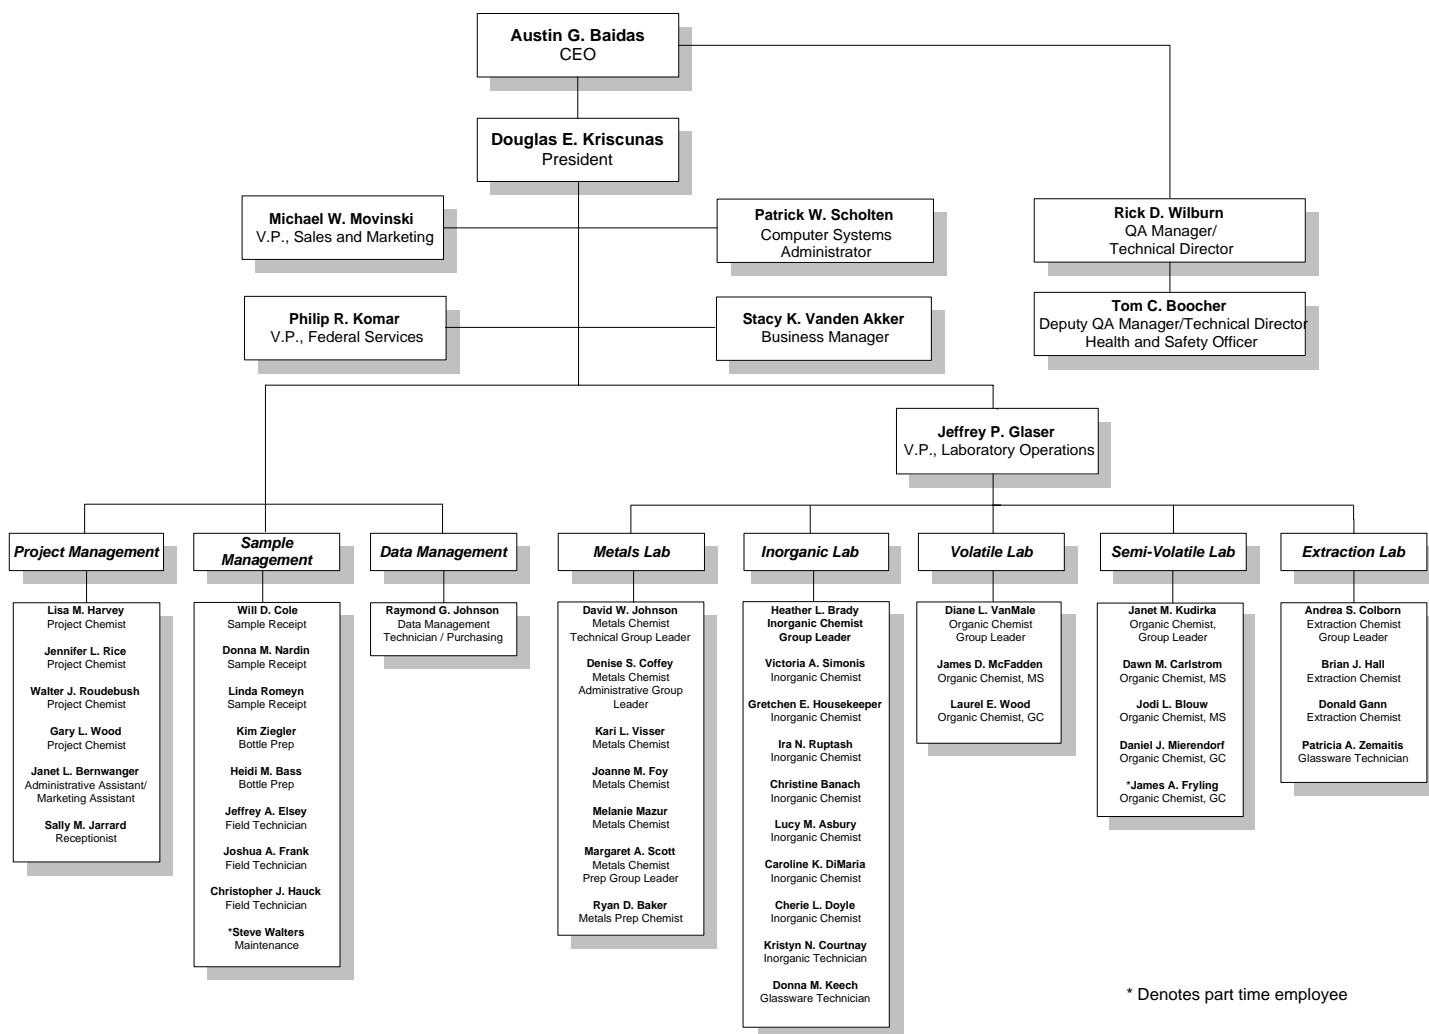 Austin G. Baidas
CEO
Douglas E. Kriscunas
President
Michael W. Movinski
V.P., Sales and Marketing
Patrick W. Scholten
Computer Systems
Administrator
Rick D. Wilburn
QA Manager/
Technical Director
Philip R. Komar
V.P., Federal Services
Stacy K. Vanden Akker
Business Manager
Tom C. Boocher
Deputy QA Manager/Technical Director
Health and Safety Officer
Jeffrey P. Glaser
V.P., Laboratory Operations
Project Management
Lisa M. Harvey
Project Chemist
Jennifer L. Rice
Project Chemist
Walter J. Roudebush
Project Chemist
Gary L. Wood
Project Chemist
Janet L. Bernwanger
Administrative Assistant/
Marketing Assistant
Sally M. Jarrard
Receptionist
Sample
Management
Will D. Cole
Sample Receipt
Donna M. Nardin
Sample Receipt
Linda Romeyn
Sample Receipt
Kim Ziegler
Bottle Prep
Heidi M. Bass
Bottle Prep
Jeffrey A. Elsey
Field Technician
Joshua A. Frank
Field Technician
Christopher J. Hauck
Field Technician
*Steve Walters
Maintenance
Data Management
Raymond G. Johnson
Data Management
Technician / Purchasing
Metals Lab
David W. Johnson
Metals Chemist
Technical Group Leader
Denise S. Coffey
Metals Chemist
Administrative Group
Leader
Kari L. Visser
Metals Chemist
Joanne M. Foy
Metals Chemist
Melanie Mazur
Metals Chemist
Margaret A. Scott
Metals Chemist
Prep Group Leader
Ryan D. Baker
Metals Prep Chemist
Inorganic Lab
Heather L. Brady
Inorganic Chemist
Group Leader
Victoria A. Simonis
Inorganic Chemist
Gretchen E. Housekeeper
Inorganic Chemist
Ira N. Ruptash
Inorganic Chemist
Christine Banach
Inorganic Chemist
Lucy M. Asbury
Inorganic Chemist
Caroline K. DiMaria
Inorganic Chemist
Cherie L. Doyle
Inorganic Chemist
Kristyn N. Courtnay
Inorganic Technician
Donna M. Keech
Glassware Technician
Volatile Lab
Diane L. VanMale
Organic Chemist
Group Leader
James D. McFadden
Organic Chemist, MS
Laurel E. Wood
Organic Chemist, GC
Semi-Volatile Lab
Janet M. Kudirka
Organic Chemist,
Group Leader
Dawn M. Carlstrom
Organic Chemist, MS
Jodi L. Blouw
Organic Chemist, MS
Daniel J. Mierendorf
Organic Chemist, GC
*James A. Fryling
Organic Chemist, GC
Extraction Lab
Andrea S. Colborn
Extraction Chemist
Group Leader
Brian J. Hall
Extraction Chemist
Donald Gann
Extraction Chemist
Patricia A. Zemaitis
Glassware Technician
* Denotes part time employee